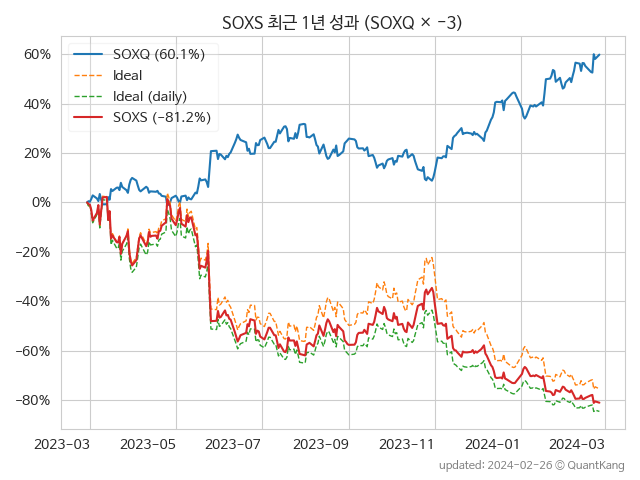 SOXS 최근 1년 성과 (SOXQ × −3)
SOXQ (60.1%)
Ideal
Ideal (daily)
SOXS (−81.2%)
60%
40%
20%
0%
−20%
−40%
−60%
−80%
2023−03
2023−05
2023−07
2023−09
2023−11
2024−01
2024−03
updated: 2024−02−26 ⓒ QuantKang